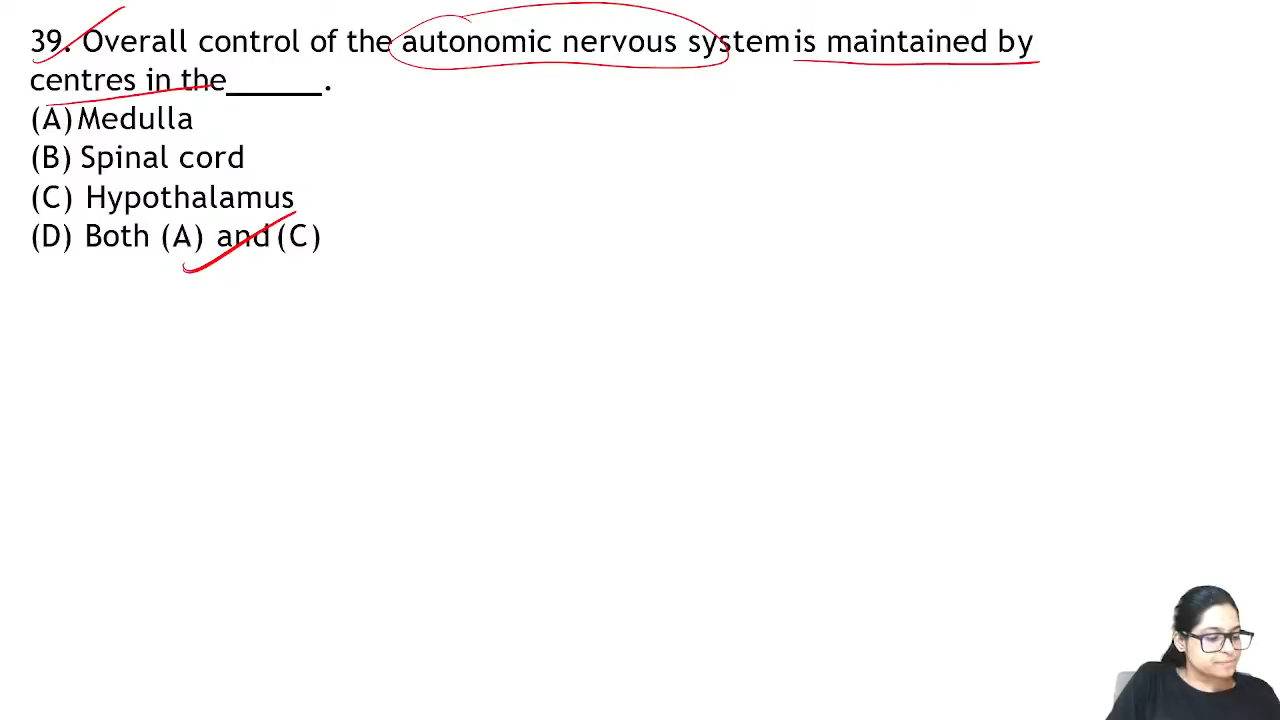 39. Overall control of the autonomic nervous system is maintained by
centres in the______.
(A) Medulla
(B) Spinal cord
(C) Hypothalamus
(D) Both (A) and (C)